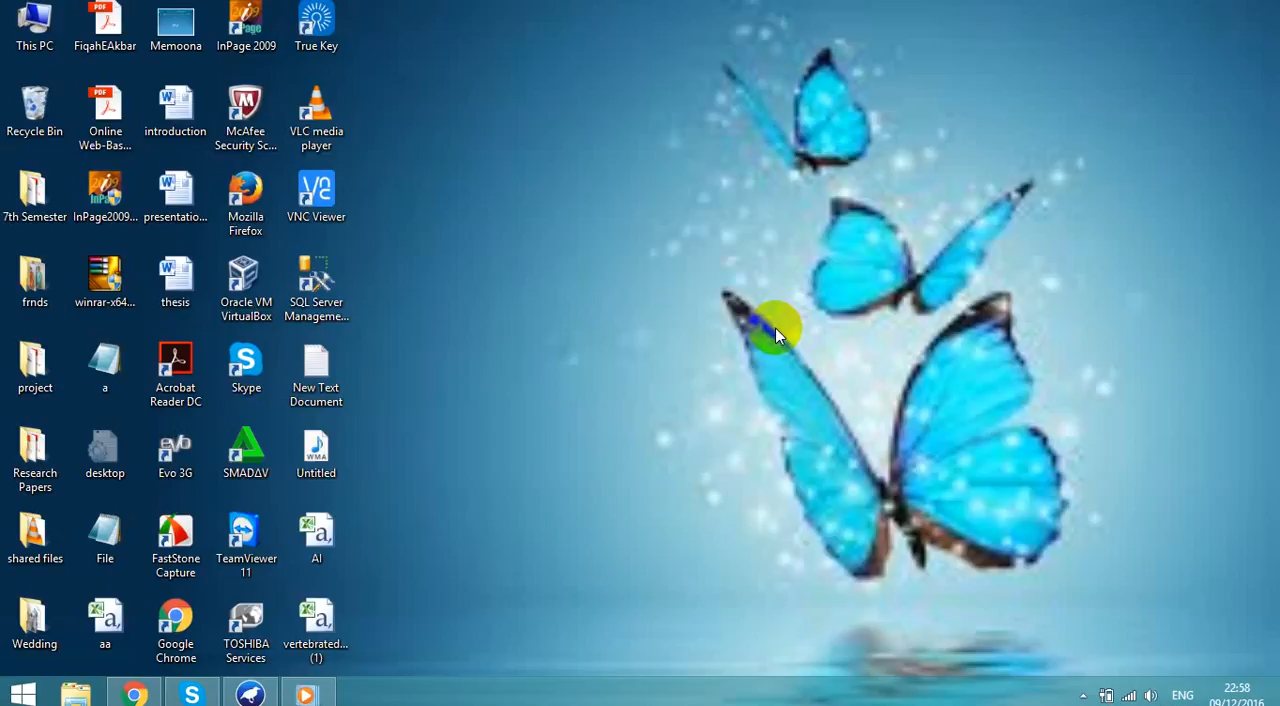 This PC
FiqahEAkbar
Memoona
InPage 2009
True Key
Recycle Bin
Online
Web-Bas...
introduction
McAfee
Security Sc...
VLC media
player
7th Semester
InPage2009...
presentatio...
Mozilla
Firefox
VNC Viewer
frnds
winrar-x64...
thesis
Oracle VM
VirtualBox
SQL Server
Manageme...
project
a
Acrobat
Reader DC
Skype
New Text
Document
Research
Papers
desktop
Evo 3G
SMADAV
Untitled
shared files
File
FastStone
Capture
TeamViewer
11
AI
Wedding
aa
Google
Chrome
TOSHIBA
Services
vertebrated...
(1)
ENG
22:58
09/12/2016